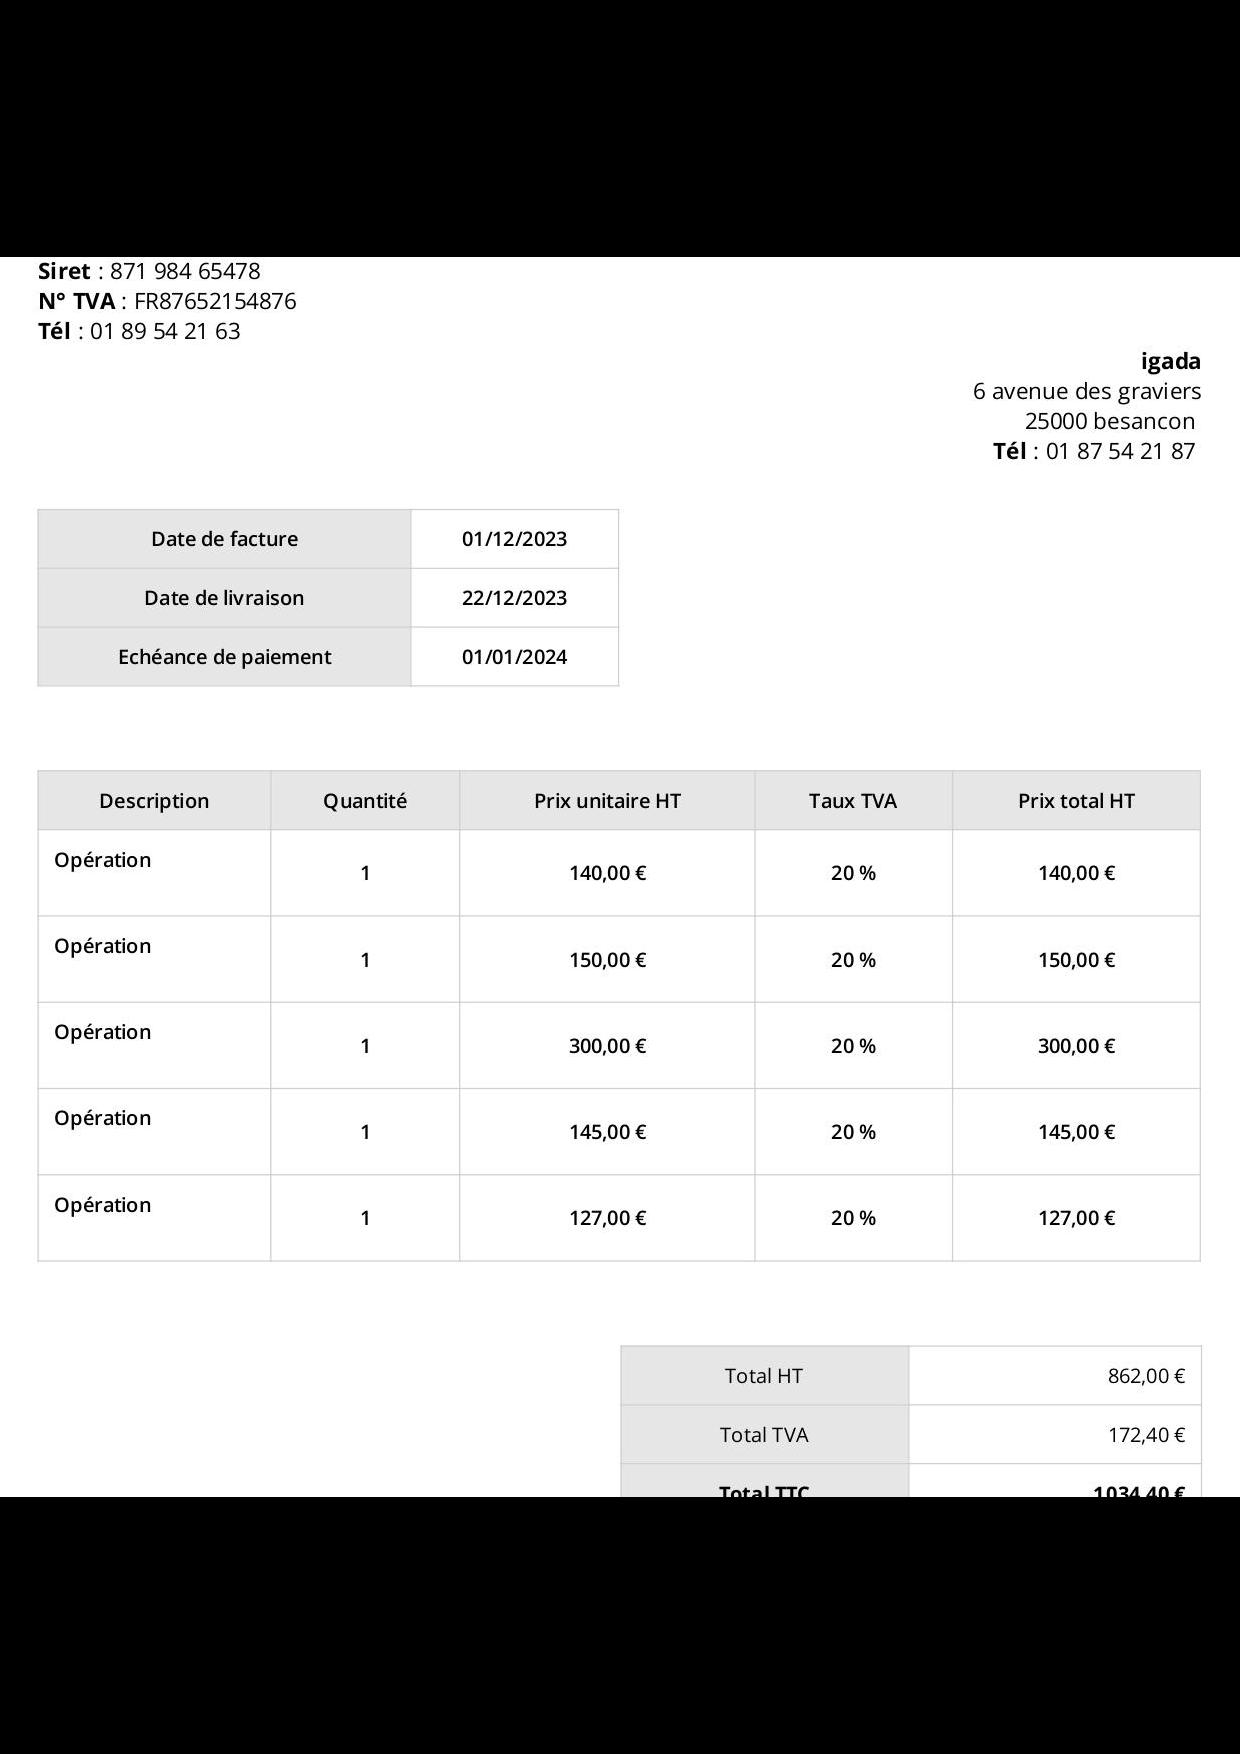 Siret : 871 984 65478
N° TVA : FR87652154876
Tél : 01 89 54 21 63
igada
6 avenue des graviers
25000 besancon
Tél : 01 87 54 21 87
Date de facture 01/12/2023
Date de livraison 22/12/2023
Echéance de paiement 01/01/2024
Description Quantité Prix unitaire HT Taux TVA Prix total HT
Opération 1 140,00 € 20 % 140,00 €
Opération 1 150,00 € 20 % 150,00 €
Opération 1 300,00 € 20 % 300,00 €
Opération 1 145,00 € 20 % 145,00 €
Opération 1 127,00 € 20 % 127,00 €
Total HT 862,00 €
Total TVA 172,40 €
Total TTC 1034,40 €